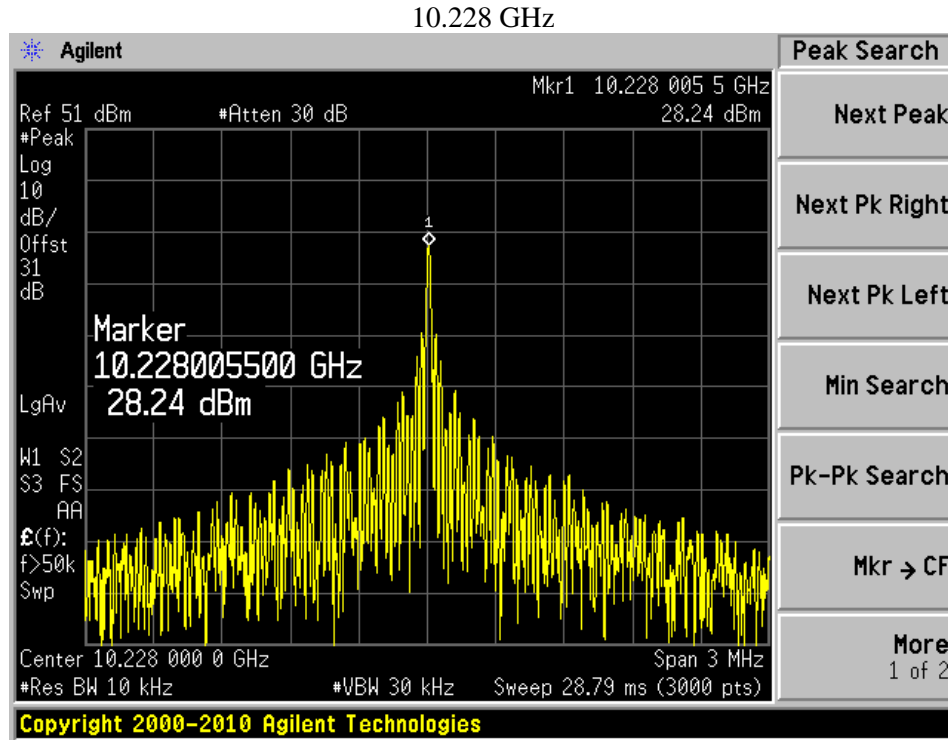 10.228 GHz
Agilent
Peak Search
Mkr1 10.228 005 5 GHz
Ref 51 dBm #Atten 30 dB 28.24 dBm
#Peak
Log
10
dB/
Offst
31
dB
1
Marker
10.228005500 GHz
28.24 dBm
LgAv
W1 S2
S3 FS
AA
£(f):
f>50k
Swp
Center 10.228 000 0 GHz Span 3 MHz
#Res BW 10 kHz #VBW 30 kHz Sweep 28.79 ms (3000 pts)
Copyright 2000-2010 Agilent Technologies
Next Peak
Next Pk Right
Next Pk Left
Min Search
Pk-Pk Search
Mkr → CF
More
1 of 2